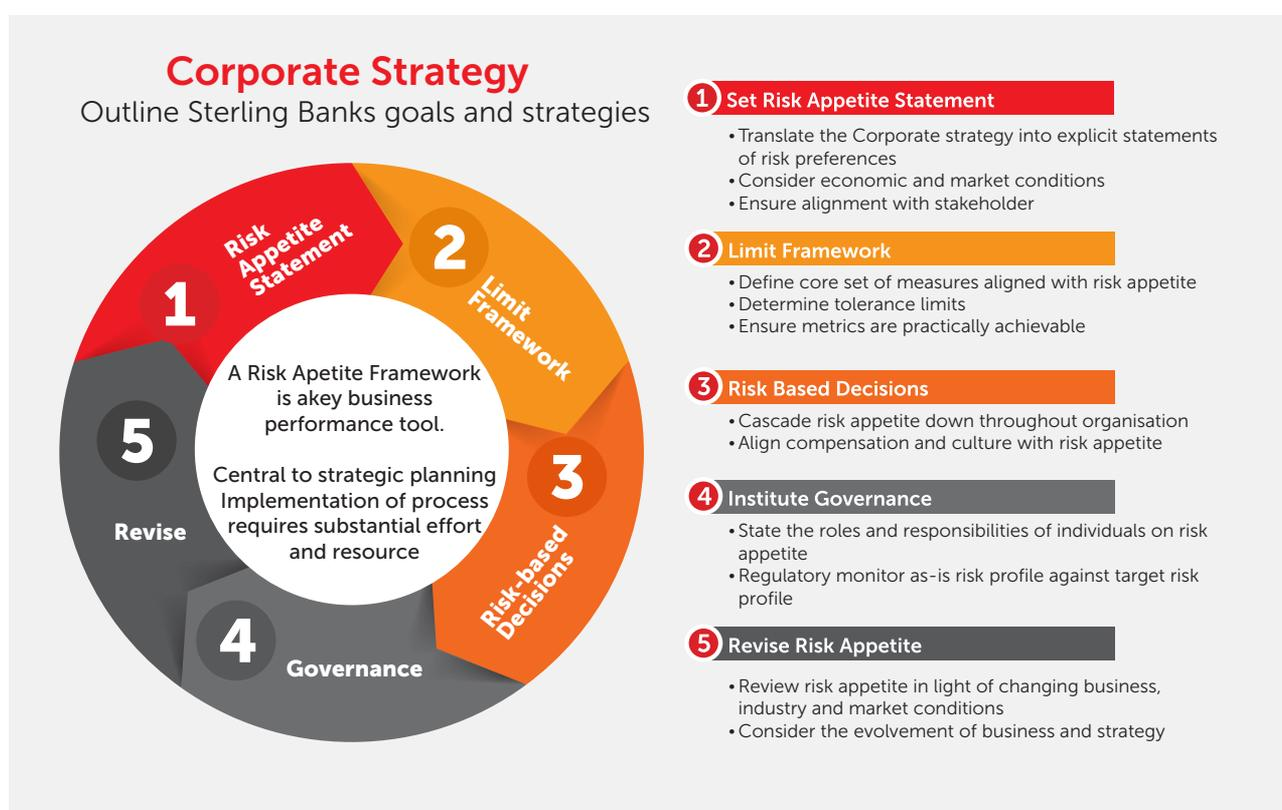 Corporate Strategy
Outline Sterling Banks goals and strategies
1
Risk
Appetite
Statement
2
Limit
Framework
3
Risk-based
Decisions
4
Governance
5
Revise
A Risk Apetite Framework
is akey business
performance tool.
Central to strategic planning
Implementation of process
requires substantial effort
and resource
1 Set Risk Appetite Statement
• Translate the Corporate strategy into explicit statements
of risk preferences
• Consider economic and market conditions
• Ensure alignment with stakeholder
2 Limit Framework
• Define core set of measures aligned with risk appetite
• Determine tolerance limits
• Ensure metrics are practically achievable
3 Risk Based Decisions
• Cascade risk appetite down throughout organisation
• Align compensation and culture with risk appetite
4 Institute Governance
• State the roles and responsibilities of individuals on risk
appetite
• Regulatory monitor as-is risk profile against target risk
profile
5 Revise Risk Appetite
• Review risk appetite in light of changing business,
industry and market conditions
• Consider the evolvement of business and strategy